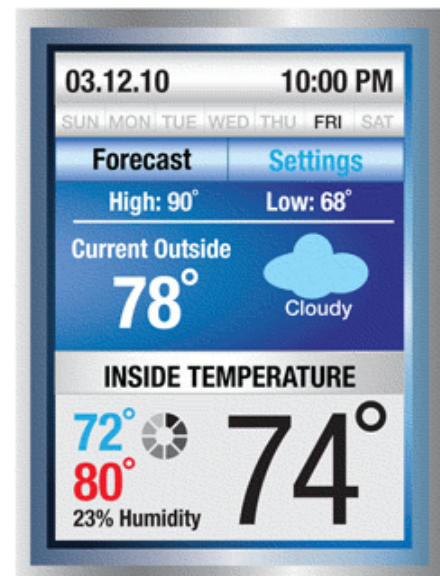 03.12.10 10:00 PM
SUN MON TUE WED THU FRI SAT
Forecast Settings
High: 90° Low: 68°
Current Outside
78°
Cloudy
INSIDE TEMPERATURE
72°
80°
74°
23% Humidity